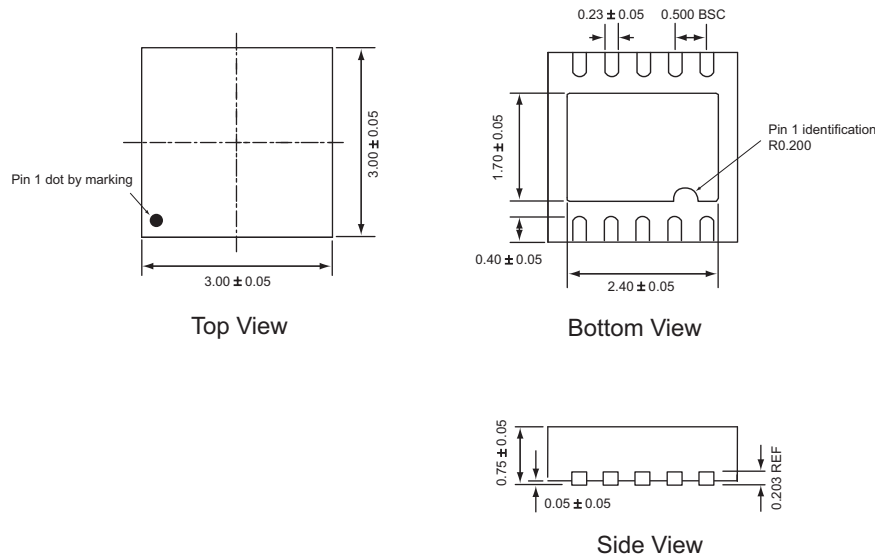 Pin 1 dot by marking
3.00 ± 0.05
3.00 ± 0.05
Top View
0.23 ± 0.05
0.500 BSC
1.70 ± 0.05
Pin 1 identification
R0.200
0.40 ± 0.05
2.40 ± 0.05
Bottom View
0.75 ± 0.05
0.05 ± 0.05
0.203 REF
Side View